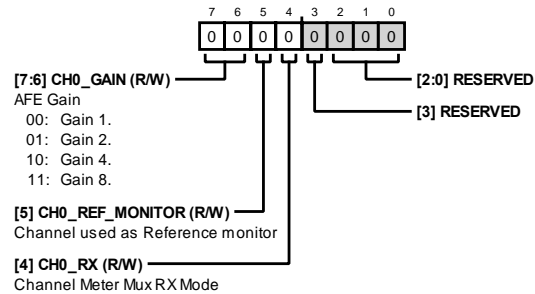 7 6 5 4 3 2 1 0
0 0 0 0 0 0 0 0
[7:6] CH0_GAIN (R/W)
AFE Gain
00: Gain 1.
01: Gain 2.
10: Gain 4.
11: Gain 8.
[5] CH0_REF_MONITOR (R/W)
Channel used as Reference monitor
[4] CH0_RX (R/W)
Channel Meter Mux RX Mode
[2:0] RESERVED
[3] RESERVED